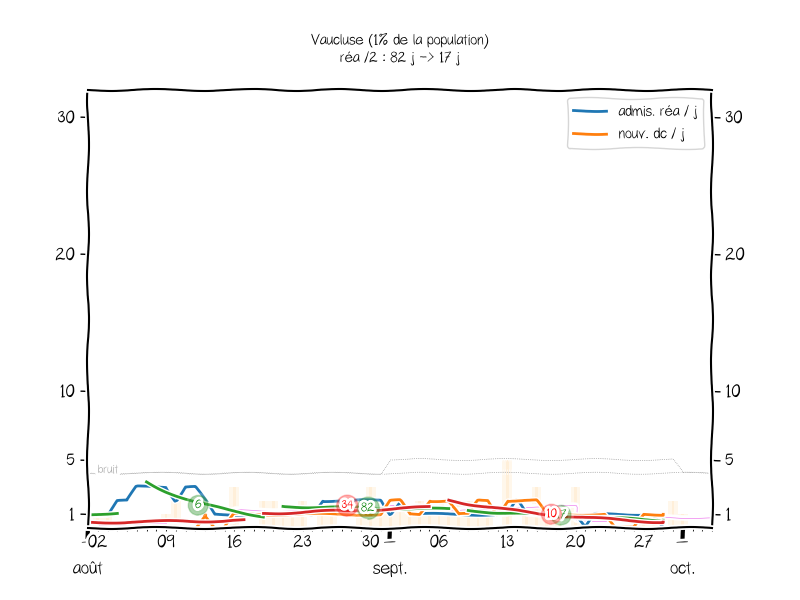 Vaucluse (1% de la population)
réa /2 : 82 j -> 17 j
admis. réa / j
nouv. dc / j
30
30
20
20
10
10
5
5
bruit
1
1
6
34
82
10
02
09
16
23
30
06
13
20
27
août
sept.
oct.